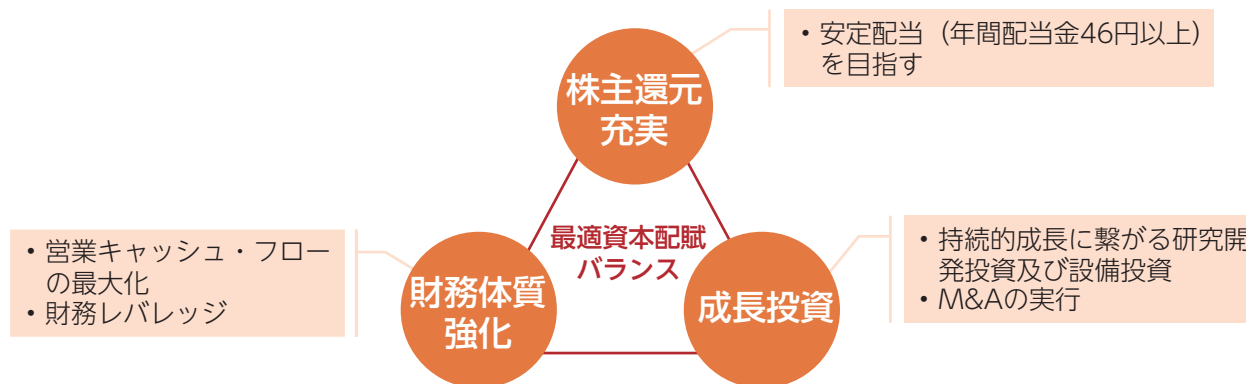 株主還元
充実
・安定配当（年間配当金46円以上）
を目指す
最適資本配賦
バランス
財務体質
強化
・営業キャッシュ・フロー
の最大化
・財務レバレッジ
成長投資
・持続的成長に繋がる研究開
発投資及び設備投資
・M&Aの実行